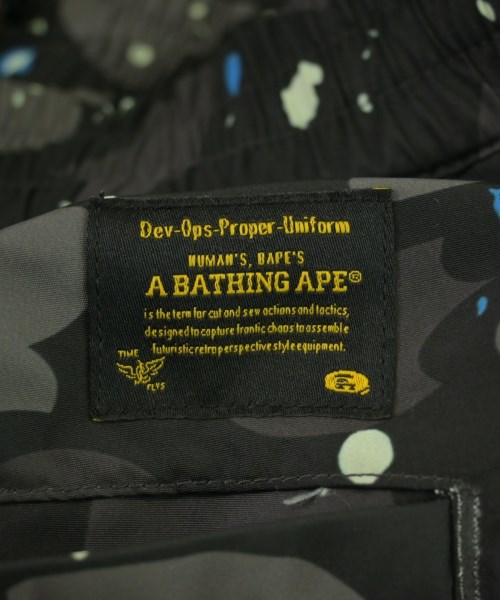 Dev-Ops-Proper-Uniform
HUMAN'S, BAPE'S
A BATHING APE®
is the term for cut and sew actions and tactics,
designed to capture frantic chaos to assemble
futuristic retro perspective style equipment.
TIME
FLYS